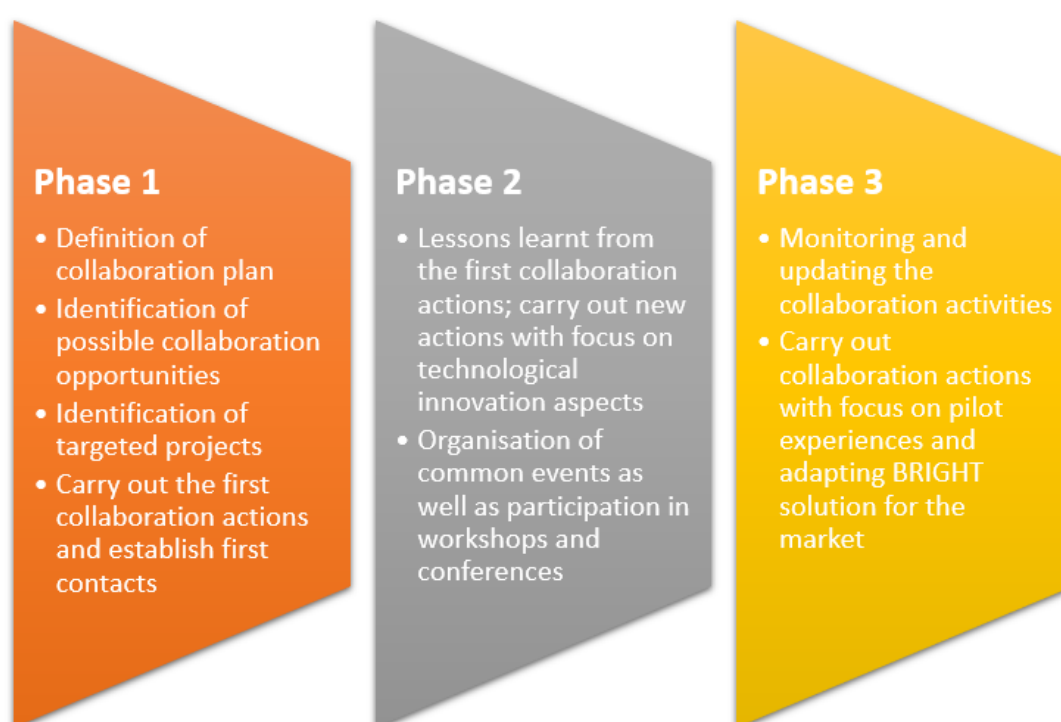 Phase 1
• Definition of
collaboration plan
• Identification of
possible collaboration
opportunities
• Identification of
targeted projects
• Carry out the first
collaboration actions
and establish first
contacts
Phase 2
• Lessons learnt from
the first collaboration
actions; carry out new
actions with focus on
technological
innovation aspects
• Organisation of
common events as
well as participation in
workshops and
conferences
Phase 3
• Monitoring and
updating the
collaboration activities
• Carry out
collaboration actions
with focus on pilot
experiences and
adapting BRIGHT
solution for the
market